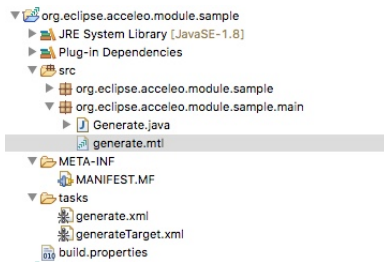 org.eclipse.acceleo.module.sample
JRE System Library [JavaSE-1.8]
Plug-in Dependencies
src
org.eclipse.acceleo.module.sample
org.eclipse.acceleo.module.sample.main
J Generate.java
generate.mtl
META-INF
MANIFEST.MF
tasks
generate.xml
generateTarget.xml
010 build.properties